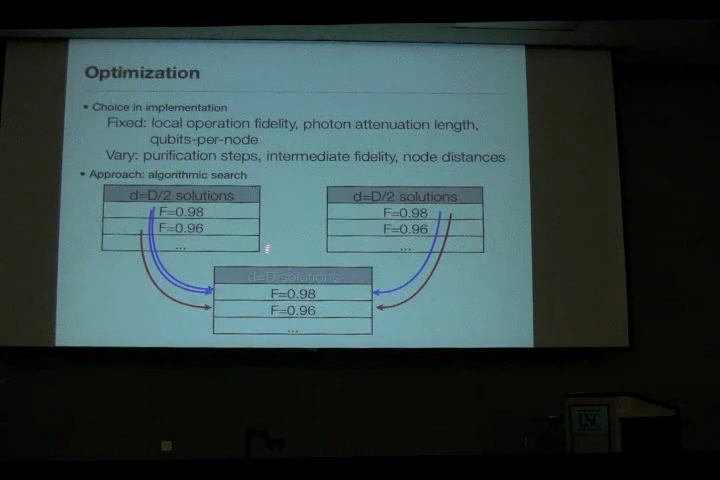 Optimization
• Choice in implementation
Fixed: local operation fidelity, photon attenuation length,
qubits-per-node
Vary: purification steps, intermediate fidelity, node distances
• Approach: algorithmic search
d=D/2 solutions
F=0.98
F=0.96
...
d=D/2 solutions
F=0.98
F=0.96
...
d=D solutions
F=0.98
F=0.96
...
USC